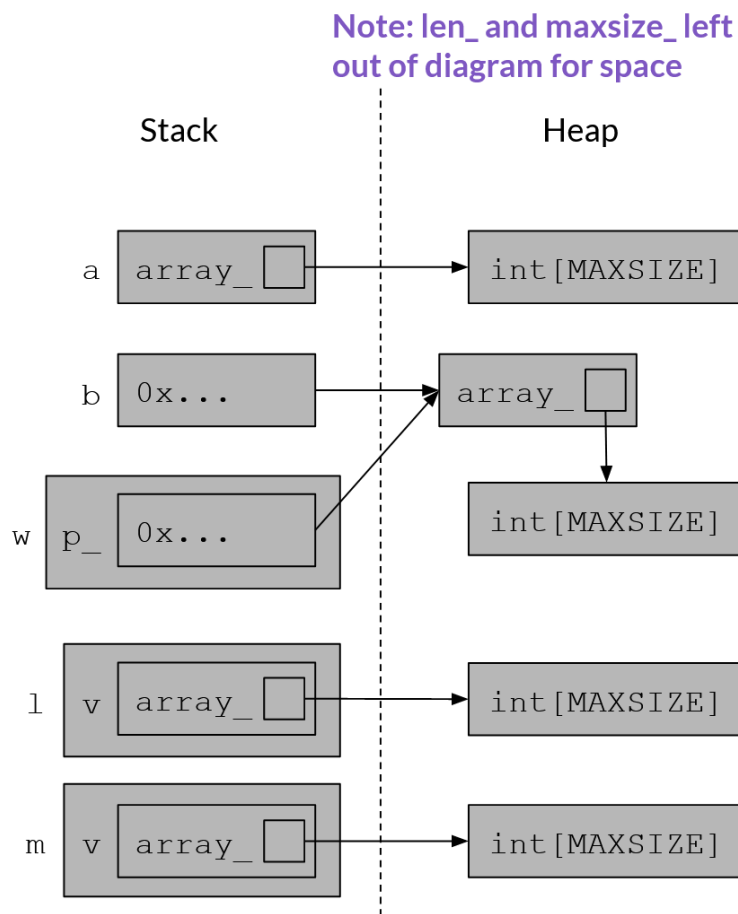 Note: len_ and maxsize_ left
out of diagram for space
Stack Heap
a array_ int[MAXSIZE]
b 0x... array_
int[MAXSIZE]
w p_ 0x...
l v array_ int[MAXSIZE]
m v array_ int[MAXSIZE]